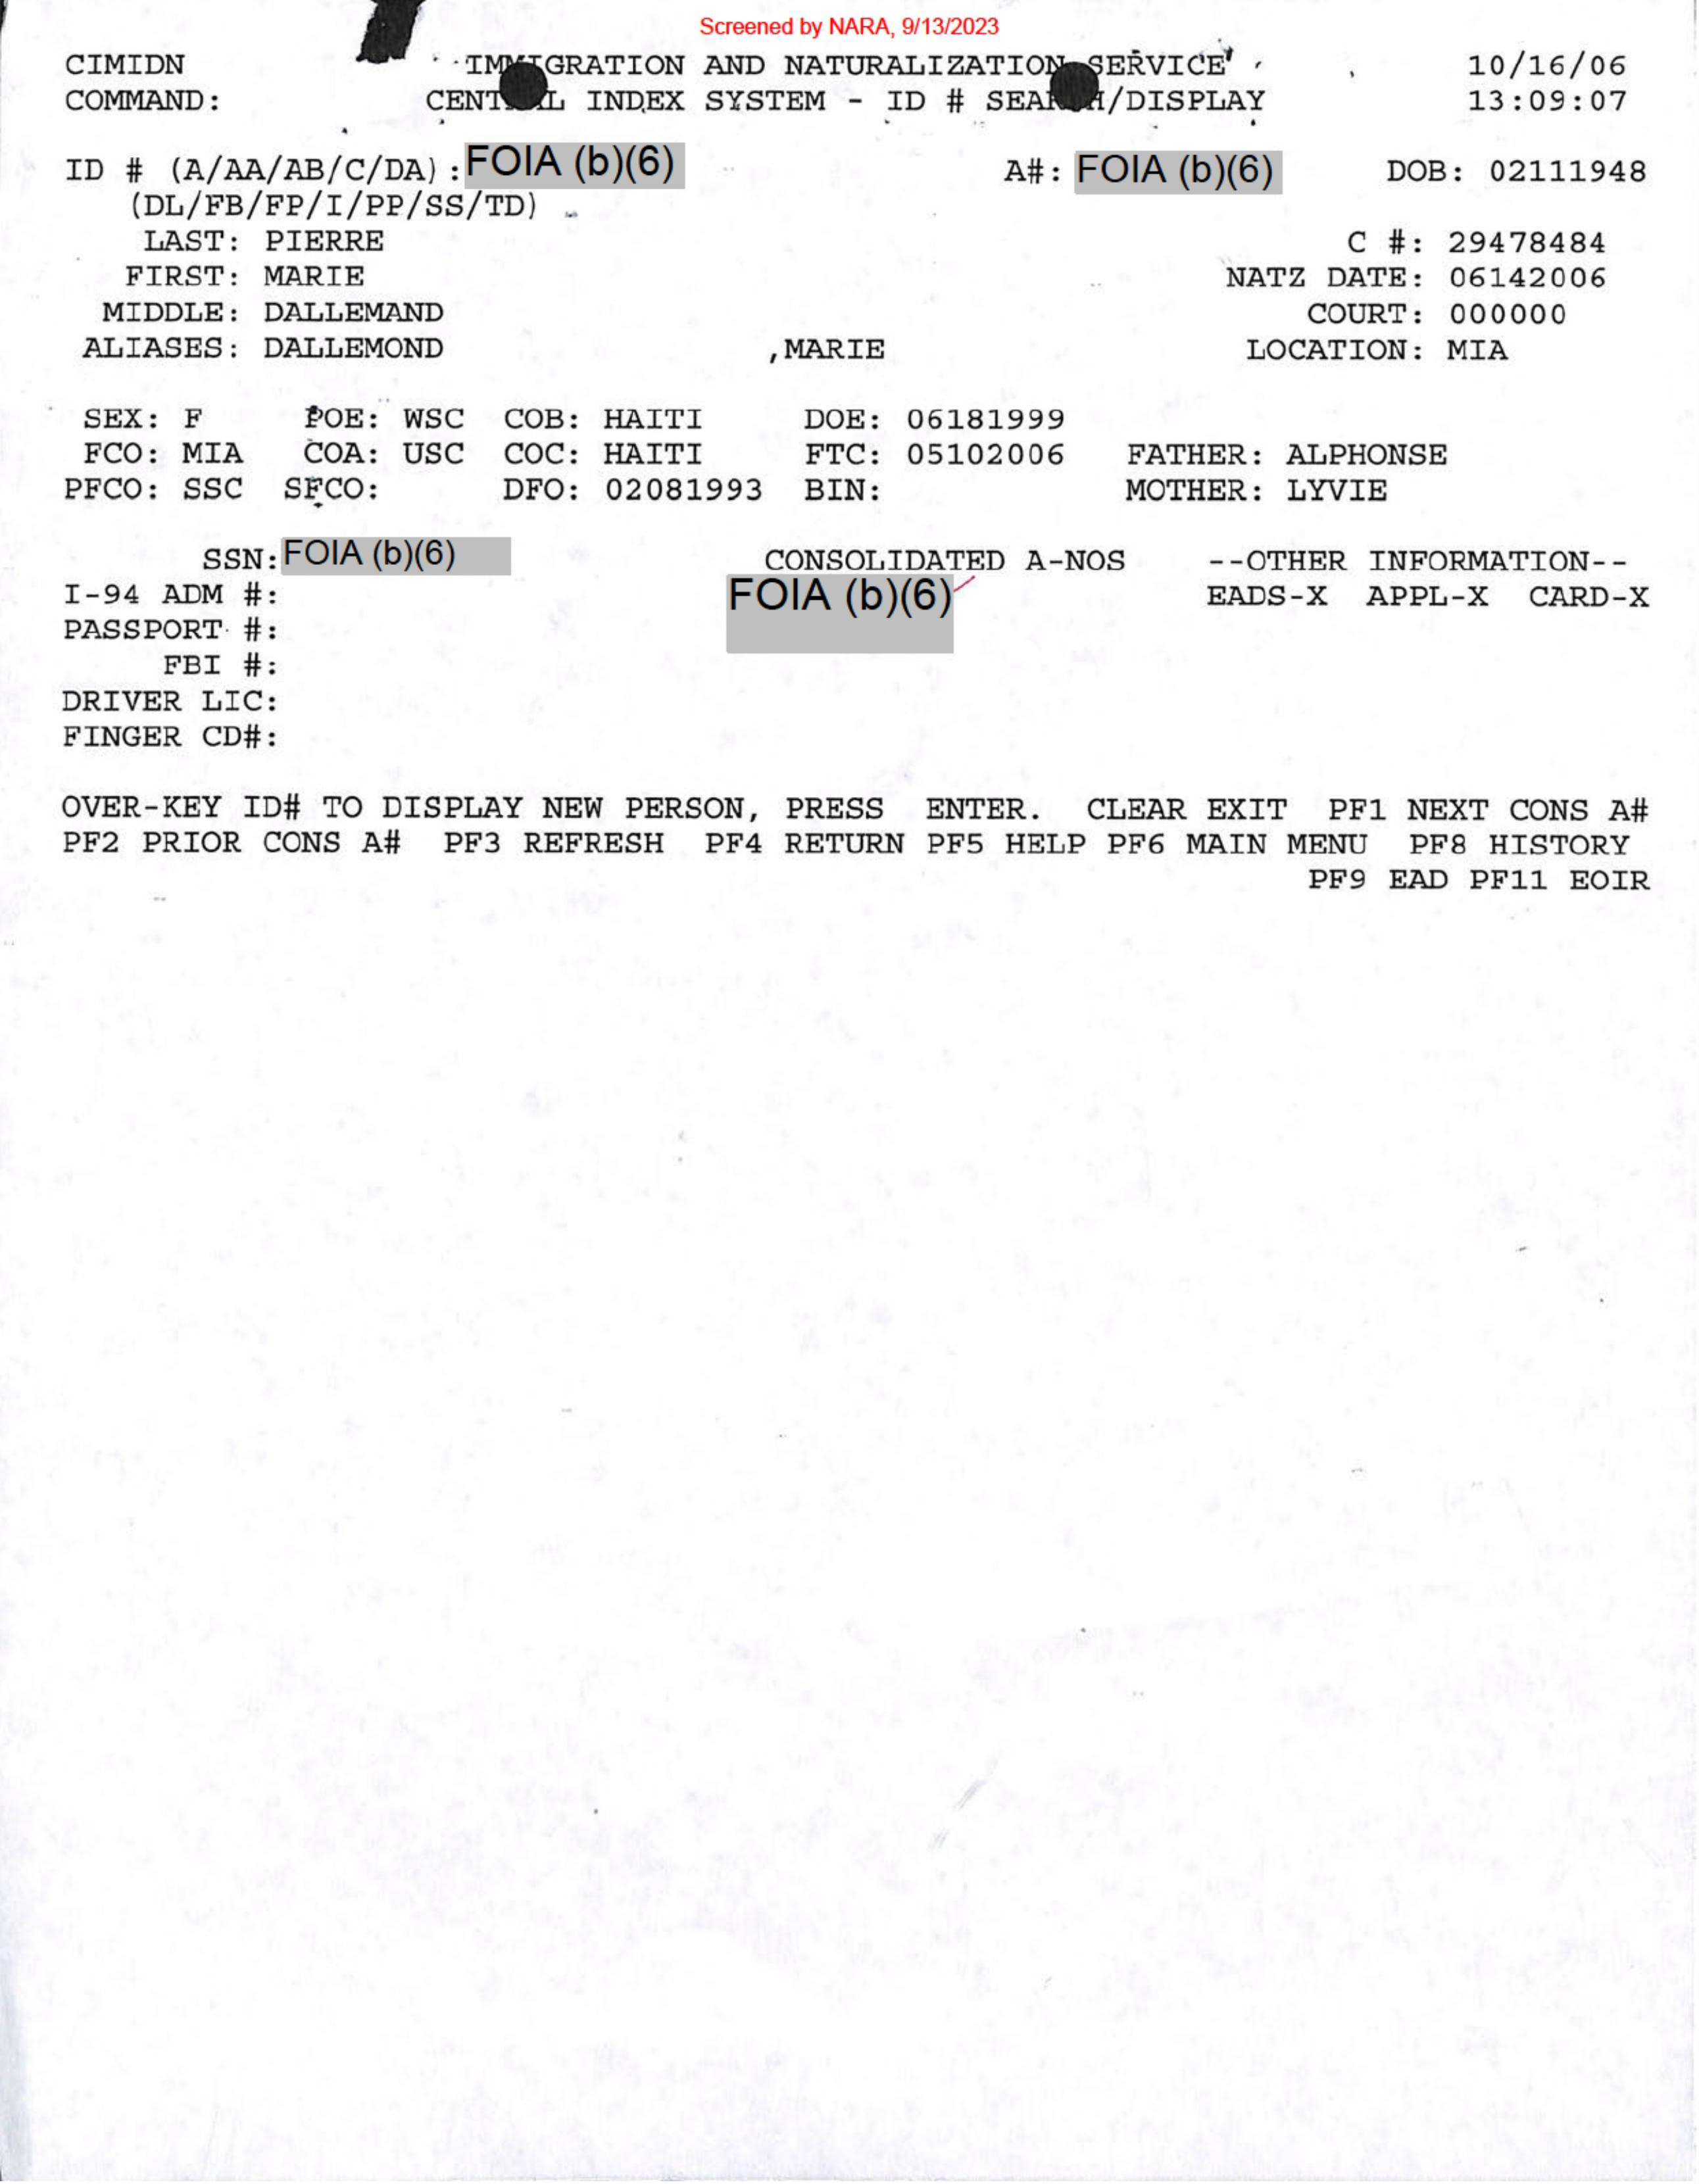 Screened by NARA, 9/13/2023
CIMIDN IMMIGRATION AND NATURALIZATION SERVICE 10/16/06
COMMAND: CENTRAL INDEX SYSTEM - ID # SEARCH/DISPLAY 13:09:07
ID # (A/AA/AB/C/DA): FOIA (b)(6) A#: FOIA (b)(6) DOB: 02111948
(DL/FB/FP/I/PP/SS/TD)
LAST: PIERRE C #: 29478484
FIRST: MARIE NATZ DATE: 06142006
MIDDLE: DALLEMAND COURT: 000000
ALIASES: DALLEMOND ,MARIE LOCATION: MIA
SEX: F POE: WSC COB: HAITI DOE: 06181999
FCO: MIA COA: USC COC: HAITI FTC: 05102006 FATHER: ALPHONSE
PFCO: SSC SFCO: DFO: 02081993 BIN: MOTHER: LYVIE
SSN: FOIA (b)(6) CONSOLIDATED A-NOS --OTHER INFORMATION--
I-94 ADM #: FOIA (b)(6) EADS-X APPL-X CARD-X
PASSPORT #:
FBI #:
DRIVER LIC:
FINGER CD#:
OVER-KEY ID# TO DISPLAY NEW PERSON, PRESS ENTER. CLEAR EXIT PF1 NEXT CONS A#
PF2 PRIOR CONS A# PF3 REFRESH PF4 RETURN PF5 HELP PF6 MAIN MENU PF8 HISTORY
PF9 EAD PF11 EOIR